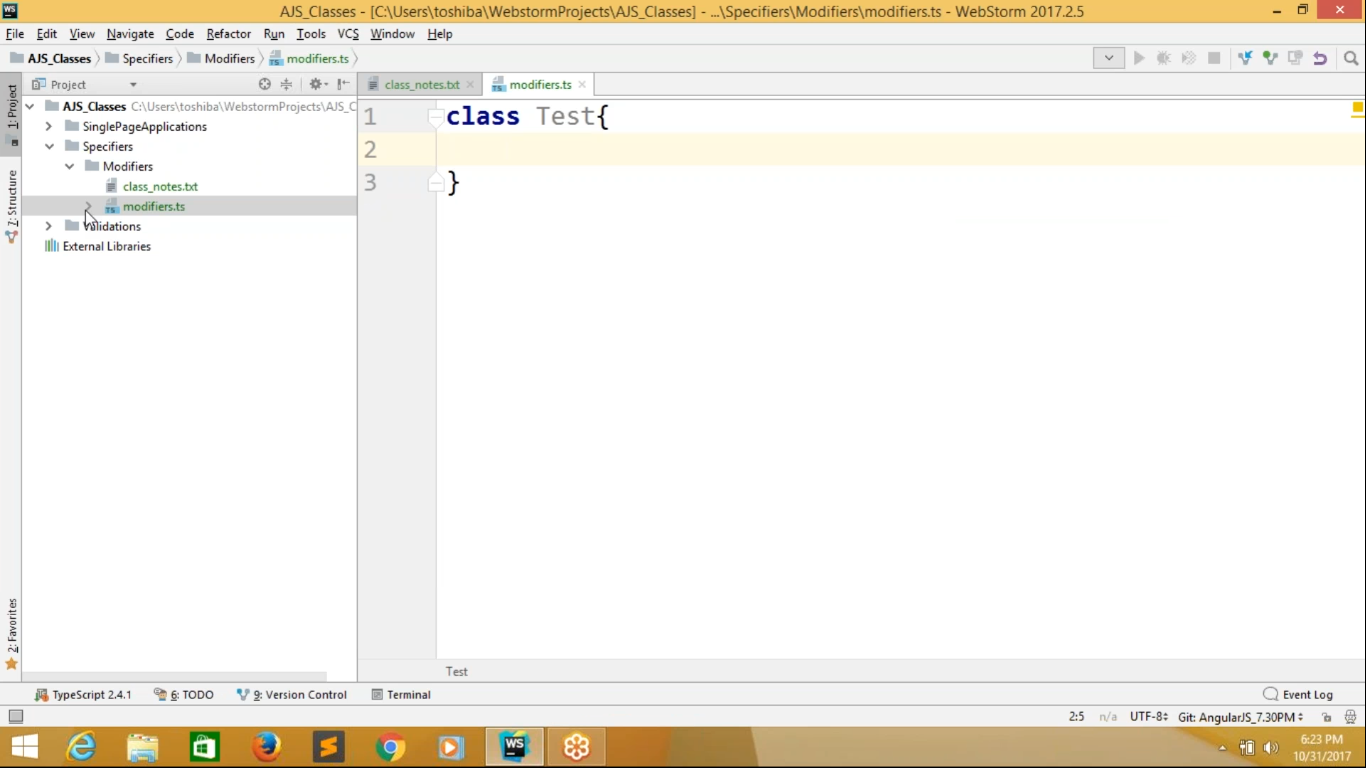 WS
AJS_Classes - [C:\Users\toshiba\WebstormProjects\AJS_Classes] - ...\Specifiers\Modifiers\modifiers.ts - WebStorm 2017.2.5
File Edit View Navigate Code Refactor Run Tools VCS Window Help
AJS_Classes Specifiers Modifiers modifiers.ts
Project
class_notes.txt modifiers.ts
1: Project
AJS_Classes C:\Users\toshiba\WebstormProjects\AJS_C
SinglePageApplications
Specifiers
Modifiers
class_notes.txt
modifiers.ts
Validations
External Libraries
Z: Structure
2: Favorites
1 class Test{
2
3 }
Test
TypeScript 2.4.1 6: TODO 9: Version Control Terminal Event Log
2:5 n/a UTF-8 Git: AngularJS_7.30PM
WS
6:23 PM
10/31/2017